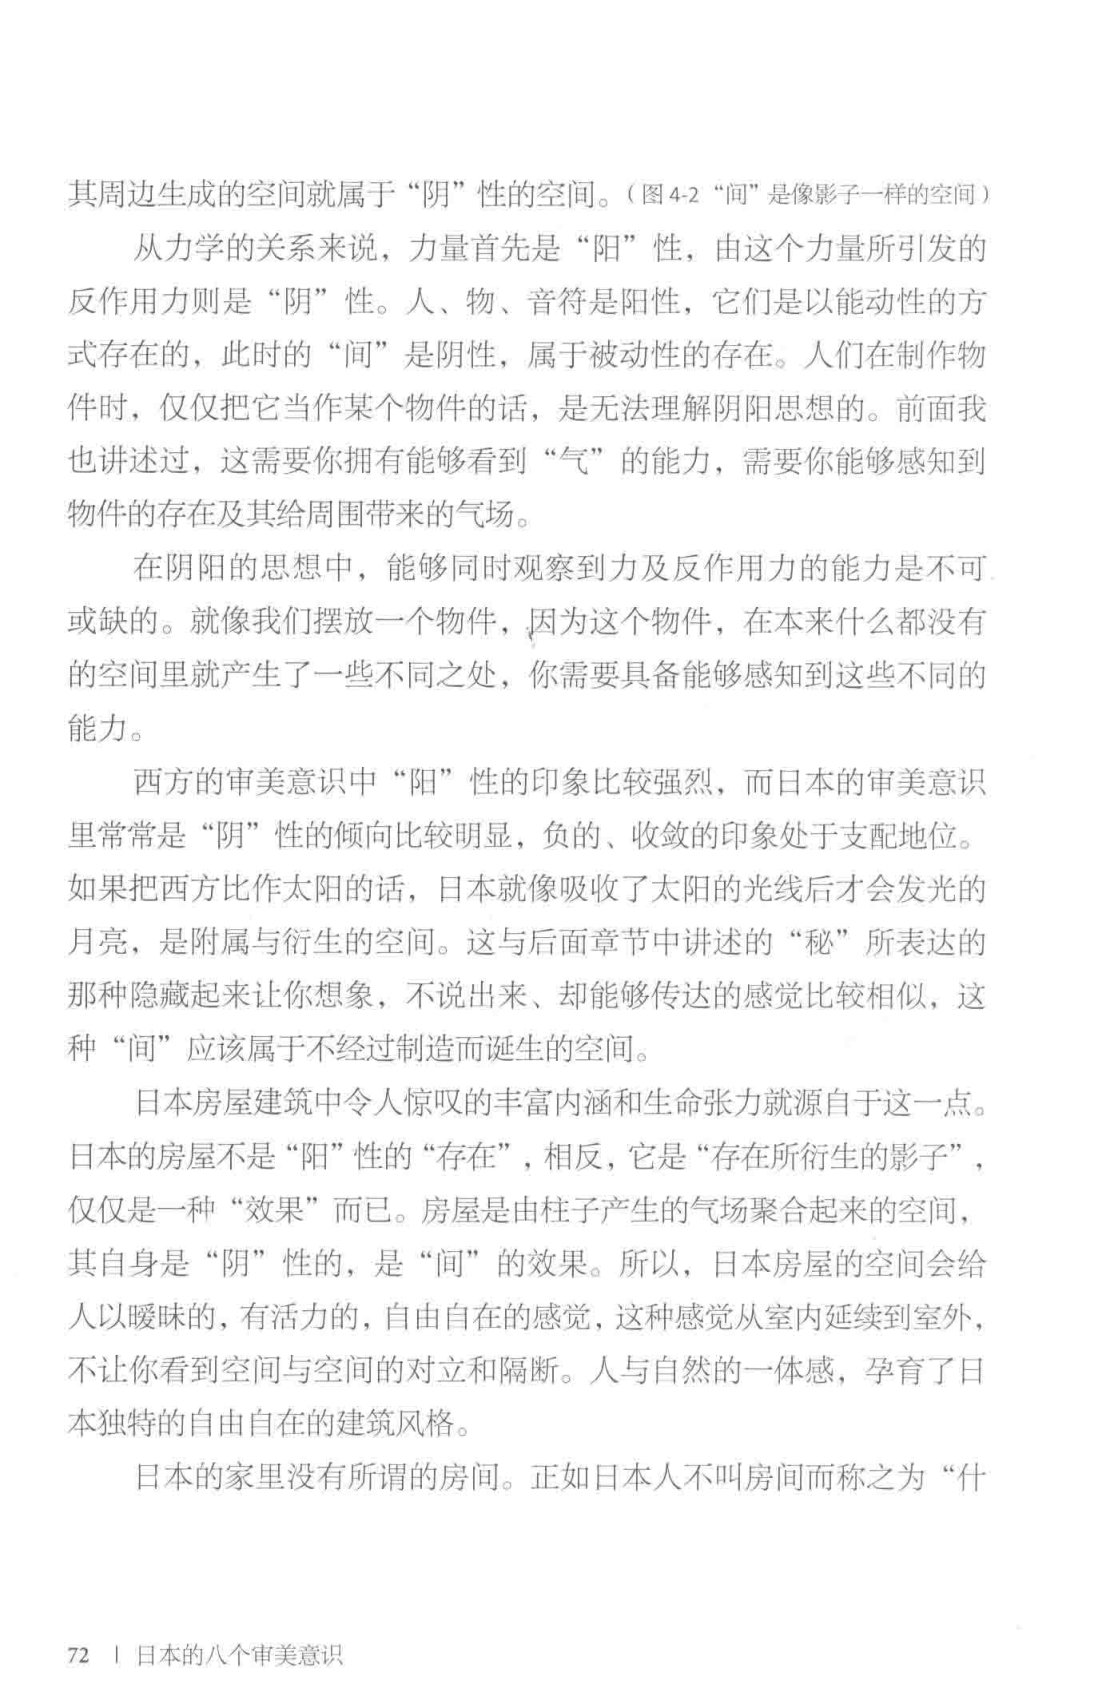 其周边生成的空间就属于“阴”性的空间。（图4-2 “间”是像影子一样的空间）
从力学的关系来说，力量首先是“阳”性，由这个力量所引发的
反作用力则是“阴”性。人、物、音符是阳性，它们是以能动性的方
式存在的，此时的“间”是阴性，属于被动性的存在。人们在制作物
件时，仅仅把它当作某个物件的话，是无法理解阴阳思想的。前面我
也讲述过，这需要你拥有能够看到“气”的能力，需要你能够感知到
物件的存在及其给周围带来的气场。
在阴阳的思想中，能够同时观察到力及反作用力的能力是不可
或缺的。就像我们摆放一个物件，因为这个物件，在本来什么都没有
的空间里就产生了一些不同之处，你需要具备能够感知到这些不同的
能力。
西方的审美意识中“阳”性的印象比较强烈，而日本的审美意识
里常常是“阴”性的倾向比较明显，负的、收敛的印象处于支配地位。
如果把西方比作太阳的话，日本就像吸收了太阳的光线后才会发光的
月亮，是附属与衍生的空间。这与后面章节中讲述的“秘”所表达的
那种隐藏起来让你想象，不说出来、却能够传达的感觉比较相似，这
种“间”应该属于不经过制造而诞生的空间。
日本房屋建筑中令人惊叹的丰富内涵和生命张力就源自于这一点。
日本的房屋不是“阳”性的“存在”，相反，它是“存在所衍生的影子”，
仅仅是一种“效果”而已。房屋是由柱子产生的气场聚合起来的空间，
其自身是“阴”性的，是“间”的效果。所以，日本房屋的空间会给
人以暧昧的，有活力的，自由自在的感觉，这种感觉从室内延续到室外，
不让你看到空间与空间的对立和隔断。人与自然的一体感，孕育了日
本独特的自由自在的建筑风格。
日本的家里没有所谓的房间。正如日本人不叫房间而称之为“什
72 | 日本的八个审美意识